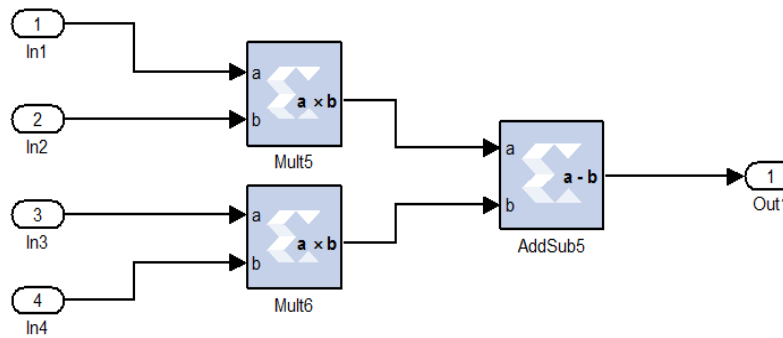 1
In1
2
In2
a
b
a × b
Mult5
3
In3
4
In4
a
b
a × b
Mult6
a
b
a - b
AddSub5
1
Out1